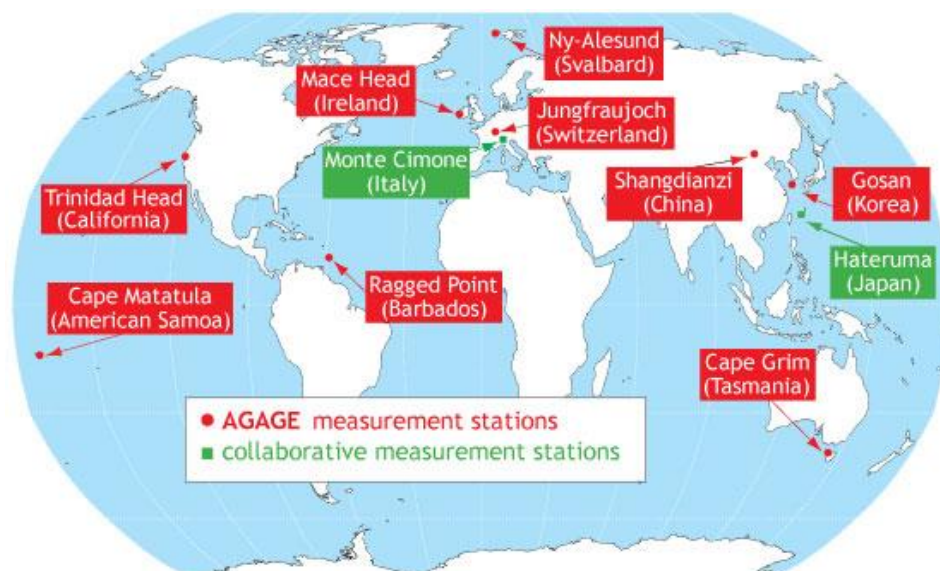 Ny-Alesund
(Svalbard)
Mace Head
(Ireland)
Jungfraujoch
(Switzerland)
Monte Cimone
(Italy)
Trinidad Head
(California)
Shangdianzi
(China)
Gosan
(Korea)
Hateruma
(Japan)
Ragged Point
(Barbados)
Cape Matatula
(American Samoa)
Cape Grim
(Tasmania)
AGAGE measurement stations
collaborative measurement stations